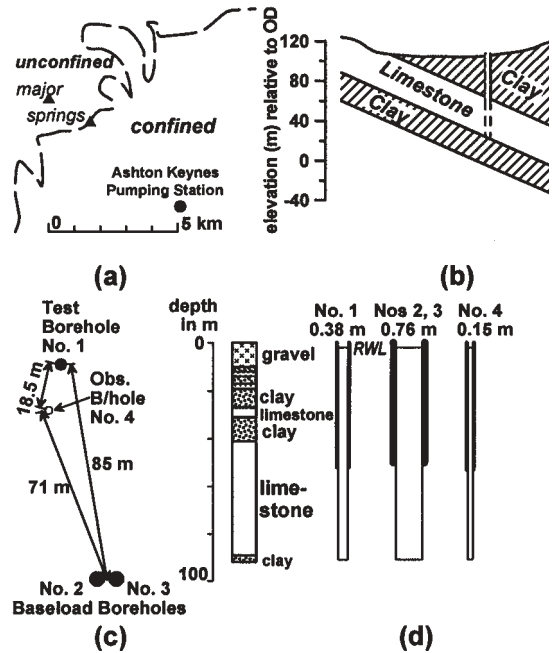 unconfined
major
springs
confined
Ashton Keynes
Pumping Station
0 5 km
(a)
elevation (m) relative to OD
120
80
40
0
-40
Limestone
Clay
Clay
(b)
Test
Borehole
No. 1
18.5 m
Obs.
B/hole
No. 4
71 m
85 m
No. 2 No. 3
Baseload Boreholes
(c)
depth
in m
0
100
gravel
clay
limestone
clay
lime-
stone
clay
No. 1 Nos 2, 3 No. 4
0.38 m 0.76 m 0.15 m
RWL
(d)